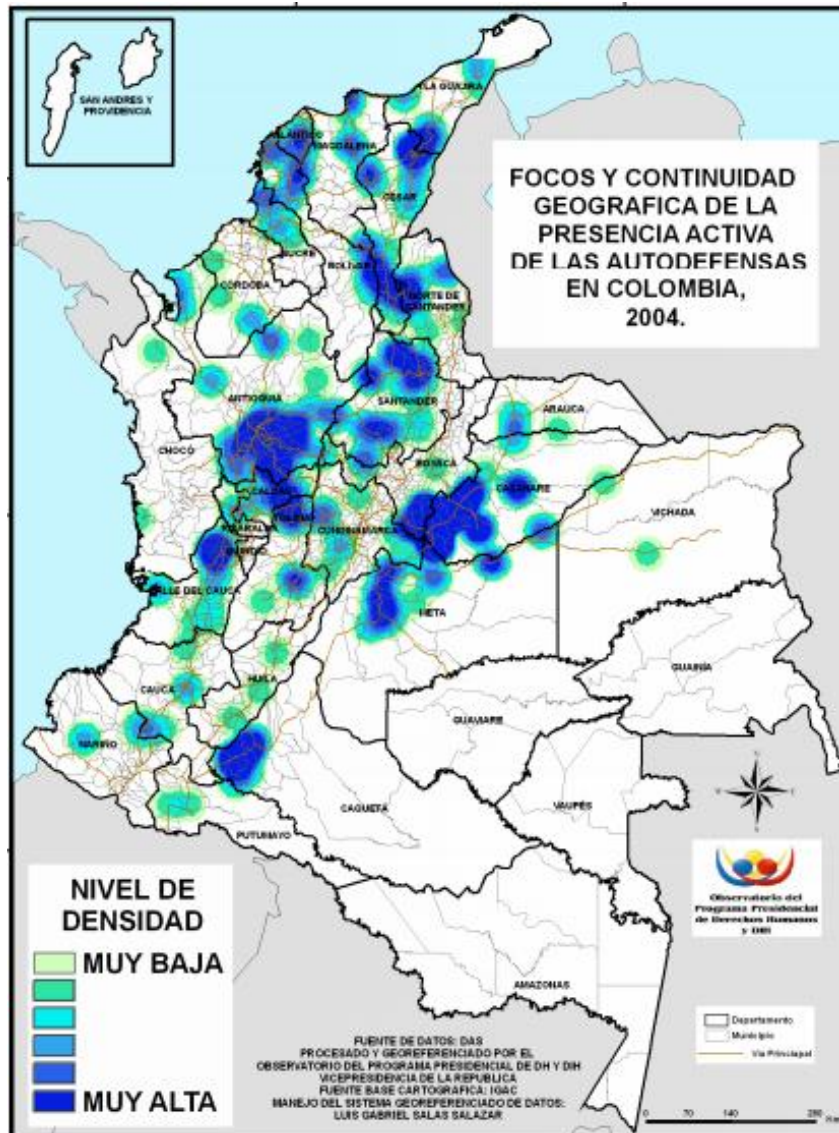 SAN ANDRES Y
PROVIDENCIA
LA GUAJIRA
ATLANTICO
MAGDALENA
CESAR
FOCOS Y CONTINUIDAD
GEOGRAFICA DE LA
PRESENCIA ACTIVA
DE LAS AUTODEFENSAS
EN COLOMBIA,
2004.
SUCRE
BOLIVAR
CORDOBA
NORTE DE
SANTANDER
ANTIOQUIA
SANTANDER
ARAUCA
CHOCO
BOYACA
CALDAS
CASANARE
RISARALDA
TOLIMA
CUNDINAMARCA
VICHADA
QUINDIO
VALLE DEL CAUCA
META
GUAINÍA
CAUCA
HUILA
GUAVIARE
NARIÑO
CAQUETA
VAUPÉS
PUTUMAYO
NIVEL DE
DENSIDAD
MUY BAJA
MUY ALTA
Observatorio del
Programa Presidencial
de Derechos Humanos
y DIH
AMAZONAS
Departamento
Municipio
Via Principal
FUENTE DE DATOS: DAS
PROCESADO Y GEOREFERENCIADO POR EL
OBSERVATORIO DEL PROGRAMA PRESIDENCIAL DE DH Y DIH
VICEPRESIDENCIA DE LA REPUBLICA
FUENTE BASE CARTOGRAFICA: IGAC
MANEJO DEL SISTEMA GEOREFERENCIADO DE DATOS:
LUIS GABRIEL SALAS SALAZAR
0 70 140 280